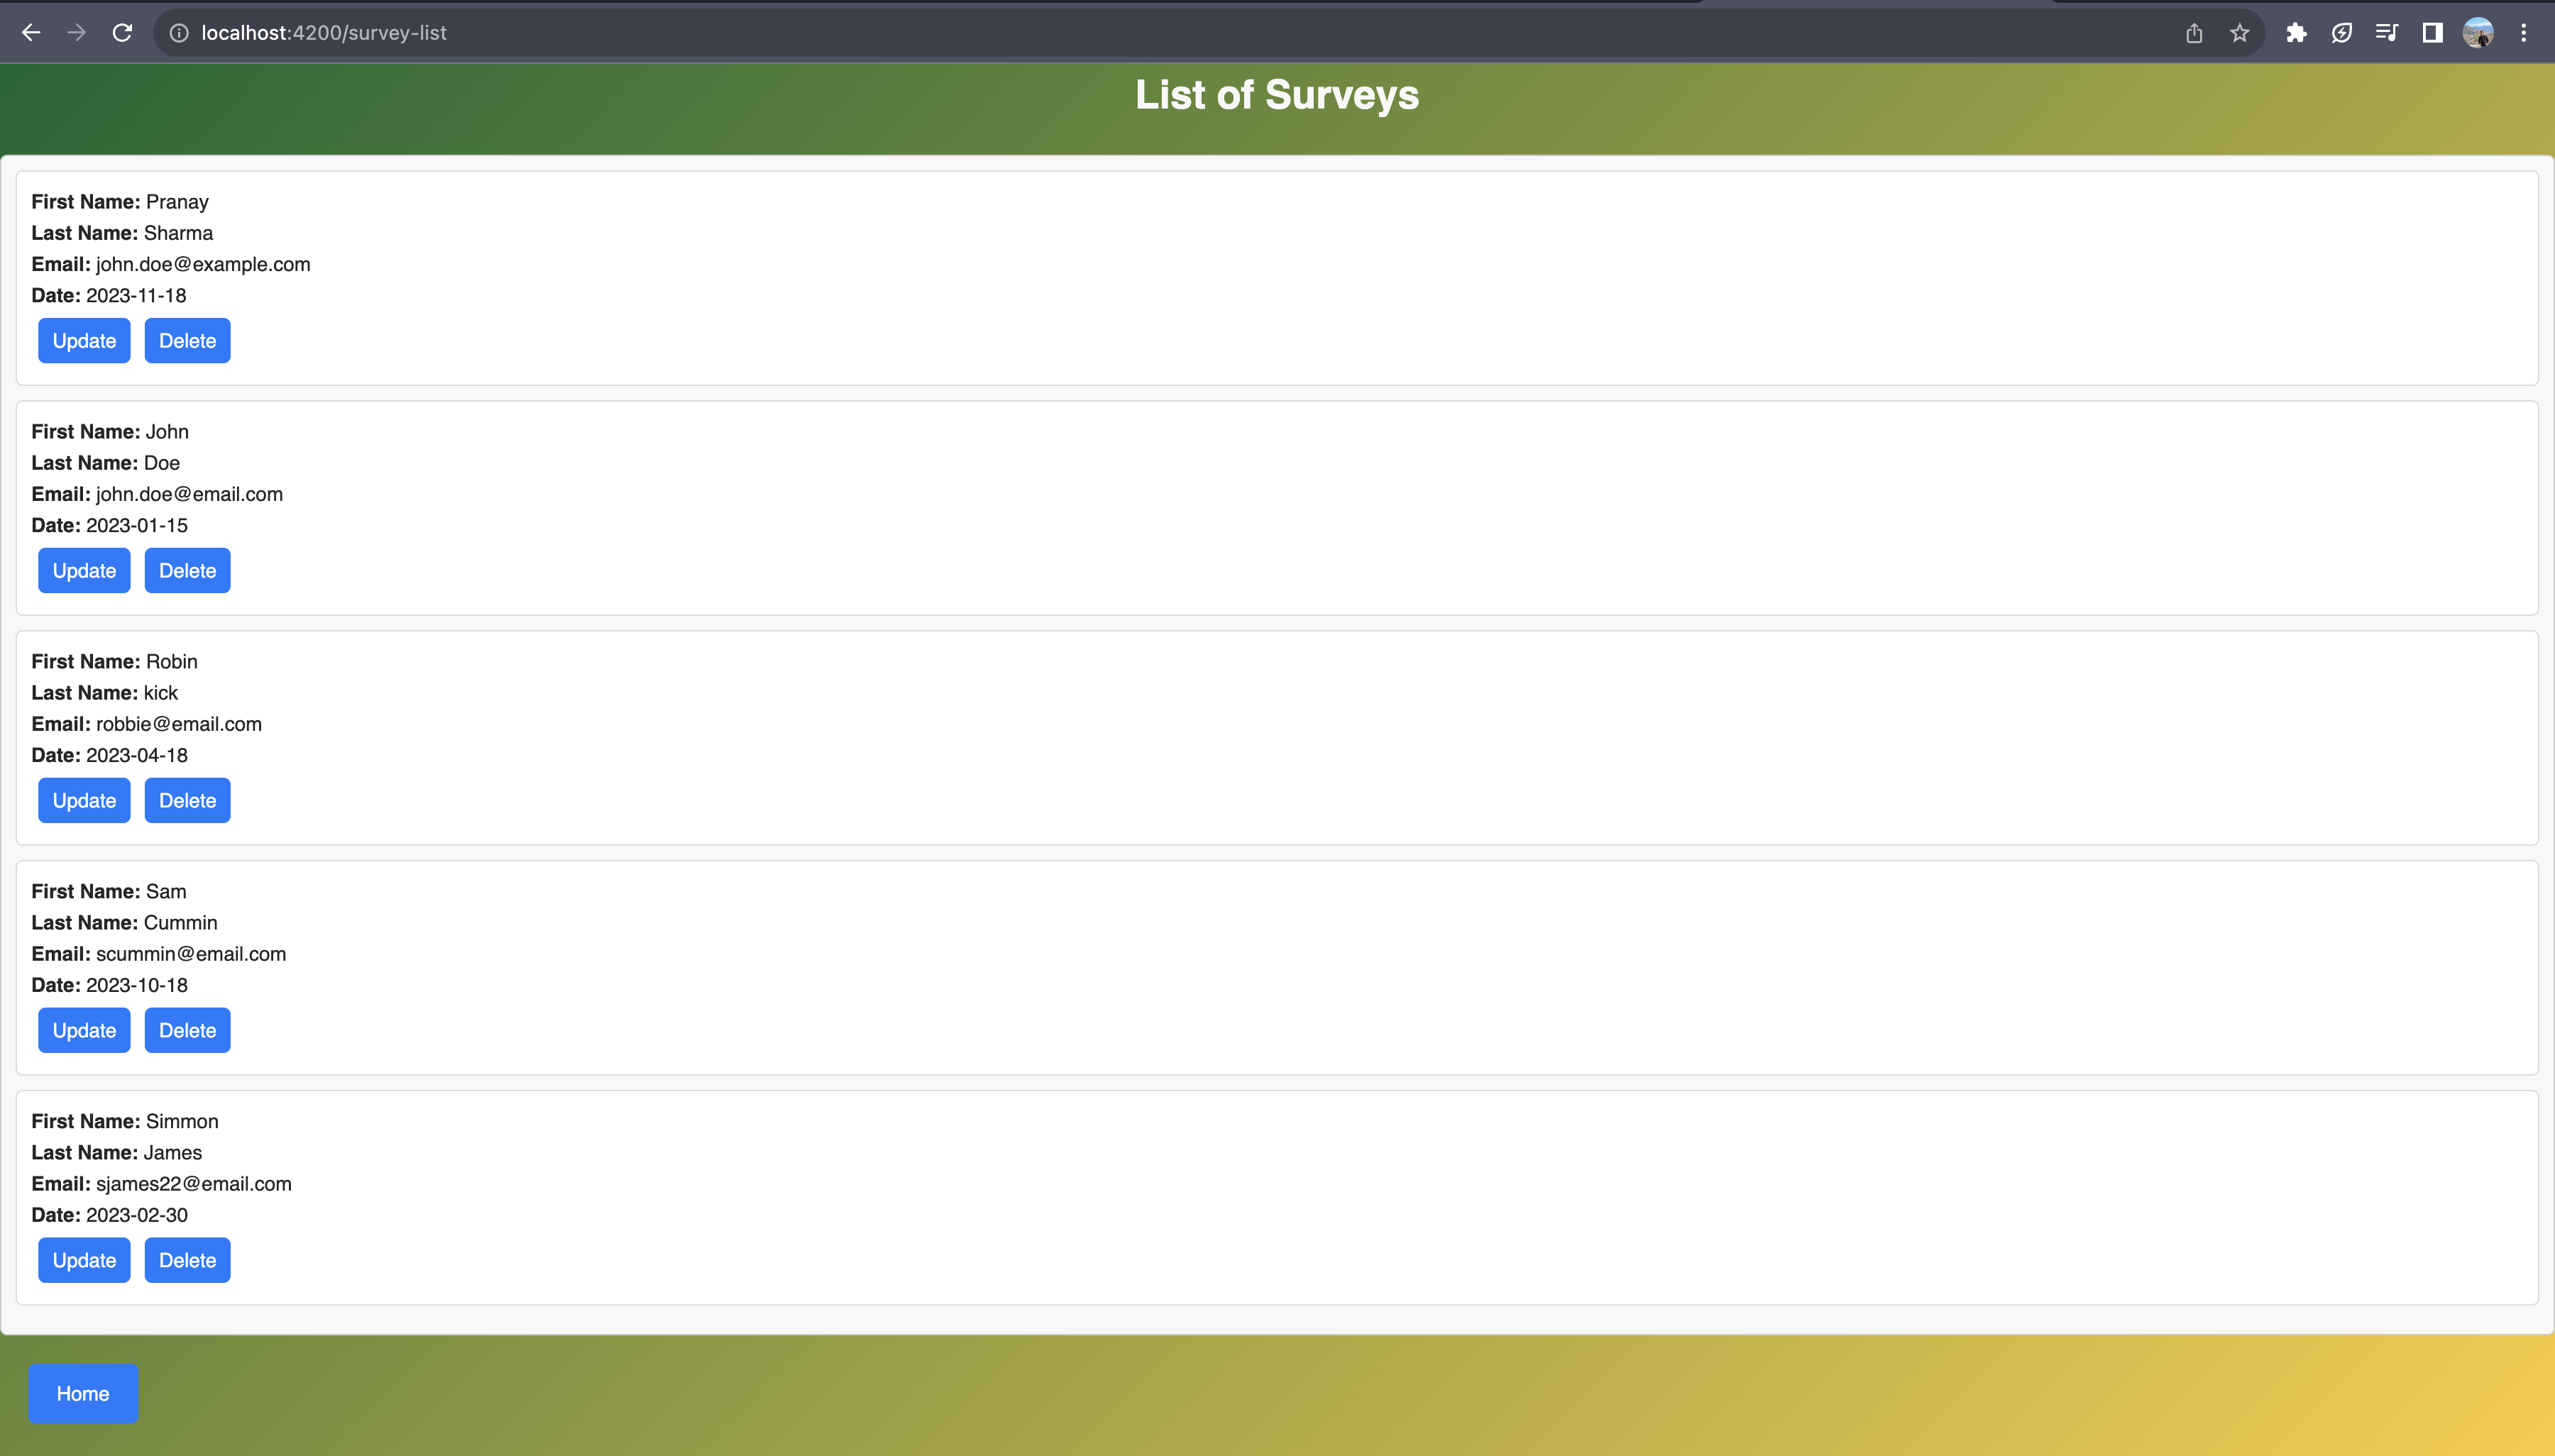 localhost:4200/survey-list
List of Surveys
First Name: Pranay
Last Name: Sharma
Email: john.doe@example.com
Date: 2023-11-18
Update Delete
First Name: John
Last Name: Doe
Email: john.doe@email.com
Date: 2023-01-15
Update Delete
First Name: Robin
Last Name: kick
Email: robbie@email.com
Date: 2023-04-18
Update Delete
First Name: Sam
Last Name: Cummin
Email: scummin@email.com
Date: 2023-10-18
Update Delete
First Name: Simmon
Last Name: James
Email: sjames22@email.com
Date: 2023-02-30
Update Delete
Home